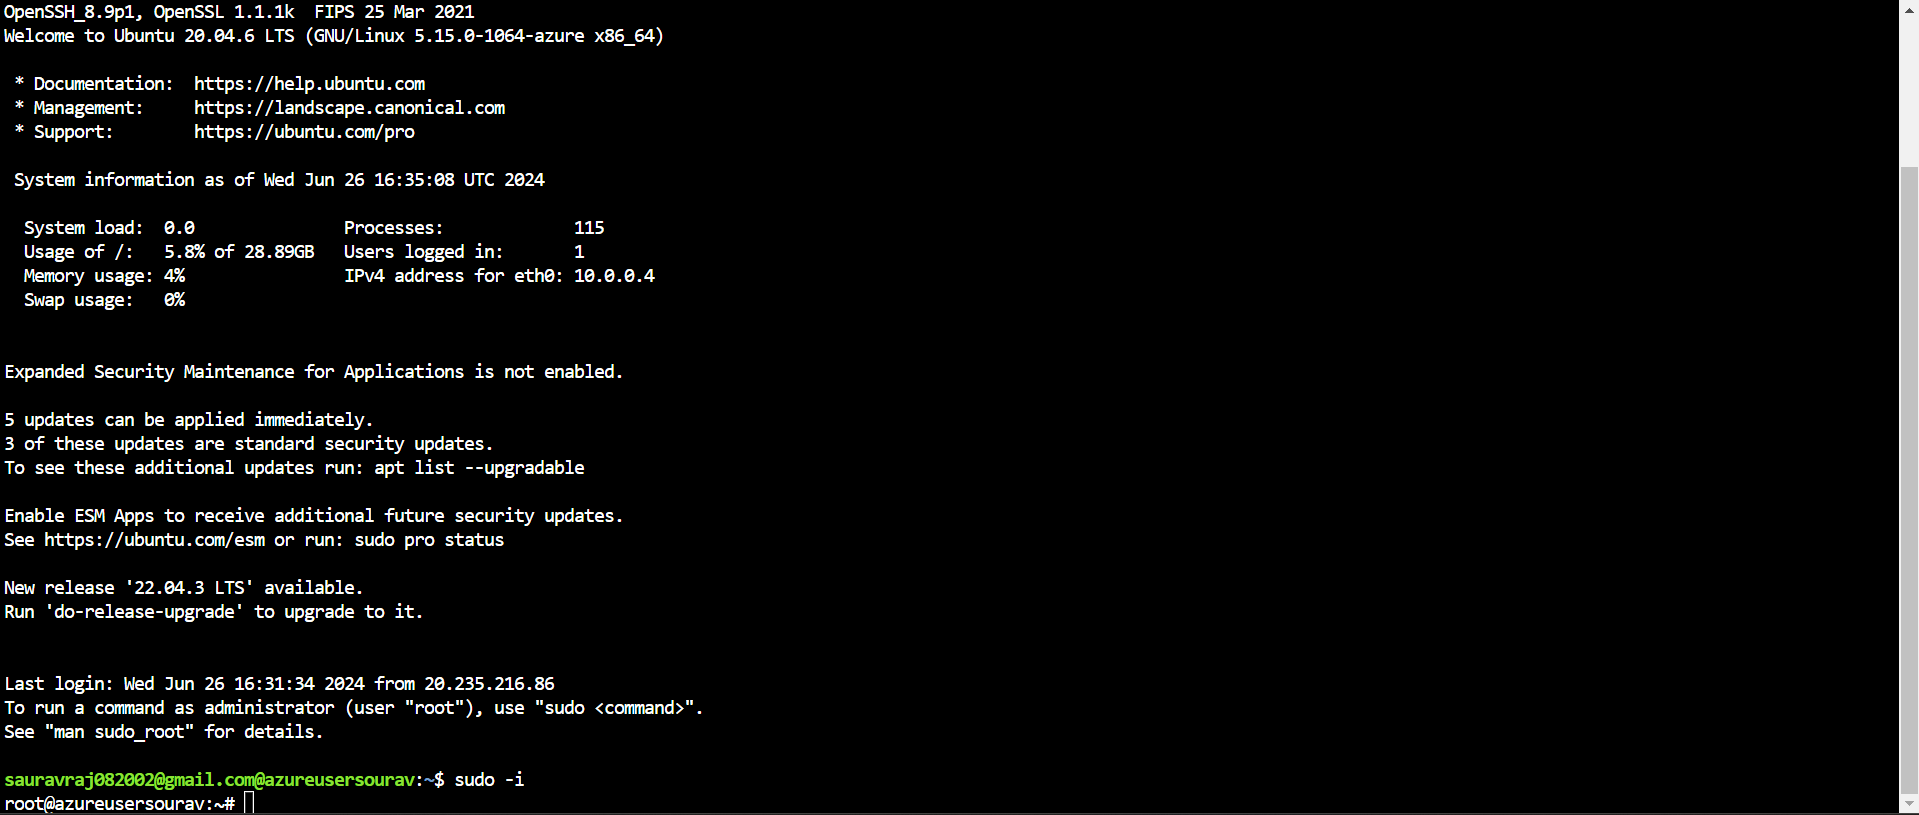 OpenSSH_8.9p1, OpenSSL 1.1.1k  FIPS 25 Mar 2021
Welcome to Ubuntu 20.04.6 LTS (GNU/Linux 5.15.0-1064-azure x86_64)

 * Documentation:  https://help.ubuntu.com
 * Management:     https://landscape.canonical.com
 * Support:        https://ubuntu.com/pro

 System information as of Wed Jun 26 16:35:08 UTC 2024

  System load:  0.0               Processes:             115
  Usage of /:   5.8% of 28.89GB   Users logged in:       1
  Memory usage: 4%                IPv4 address for eth0: 10.0.0.4
  Swap usage:   0%


Expanded Security Maintenance for Applications is not enabled.

5 updates can be applied immediately.
3 of these updates are standard security updates.
To see these additional updates run: apt list --upgradable

Enable ESM Apps to receive additional future security updates.
See https://ubuntu.com/esm or run: sudo pro status

New release '22.04.3 LTS' available.
Run 'do-release-upgrade' to upgrade to it.


Last login: Wed Jun 26 16:31:34 2024 from 20.235.216.86
To run a command as administrator (user "root"), use "sudo <command>".
See "man sudo_root" for details.

sauravraj082002@gmail.com@azureusersourav:~$ sudo -i
root@azureusersourav:~#